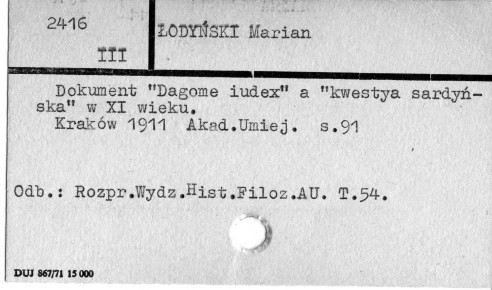 2416
III
ŁODYŃSKI Marian
Dokument "Dagome iudex" a "kwestya sardyń-
ska" w XI wieku.
Kraków 1911 Akad.Umiej. s.91
Odb.: Rozpr.Wydz.Hist.Filoz.AU. T.54.
DUJ 867/71 15 000